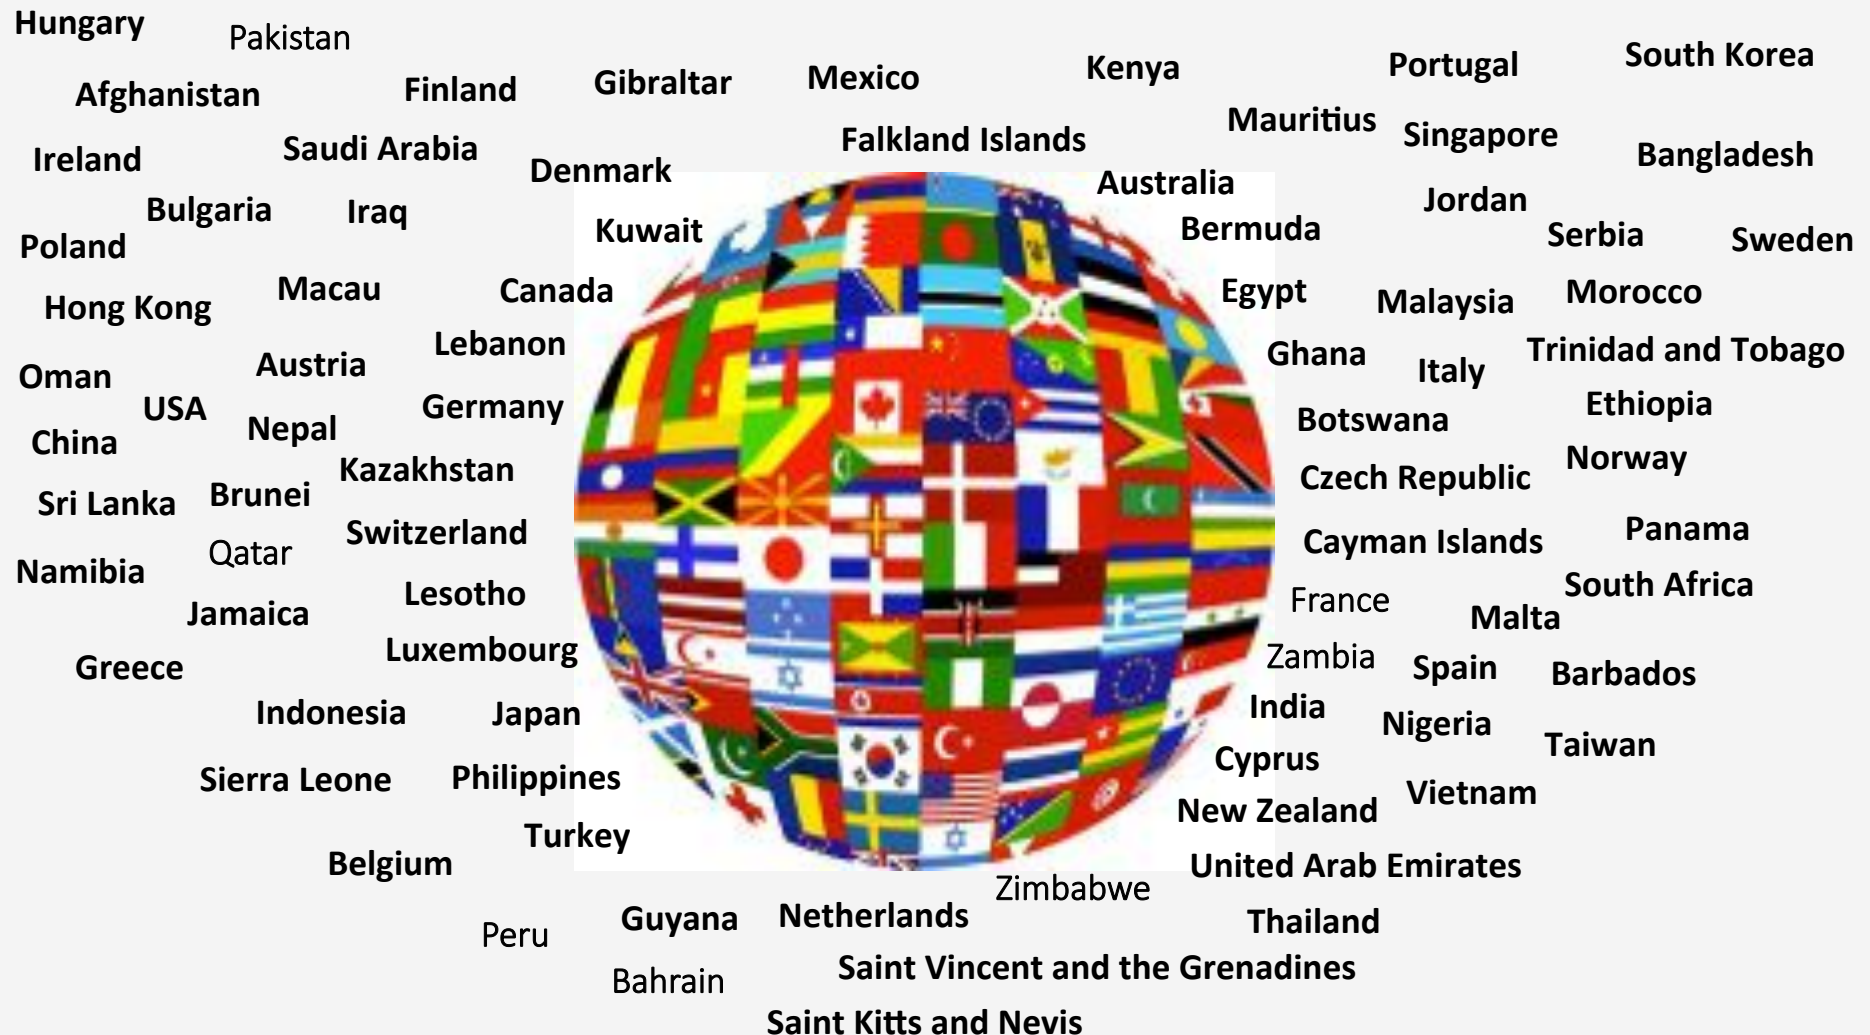 Hungary
Pakistan
South Korea
Portugal
Kenya
Mexico
Gibraltar
Finland
Afghanistan
Mauritius
Singapore
Falkland Islands
Saudi Arabia
Ireland
Bangladesh
Denmark
Australia
Jordan
Bulgaria
Iraq
Kuwait
Bermuda
Serbia
Sweden
Poland
Macau
Canada
Egypt
Malaysia
Morocco
Hong Kong
Lebanon
Ghana
Trinidad and Tobago
Austria
Italy
Oman
USA
Germany
Ethiopia
Botswana
Nepal
China
Kazakhstan
Norway
Czech Republic
Brunei
Sri Lanka
Switzerland
Panama
Cayman Islands
Qatar
Namibia
South Africa
Lesotho
France
Jamaica
Malta
Luxembourg
Zambia
Greece
Spain
Barbados
India
Indonesia
Japan
Nigeria
Taiwan
Cyprus
Sierra Leone
Philippines
Vietnam
New Zealand
Turkey
Belgium
United Arab Emirates
Zimbabwe
Guyana
Netherlands
Thailand
Peru
Saint Vincent and the Grenadines
Bahrain
Saint Kitts and Nevis